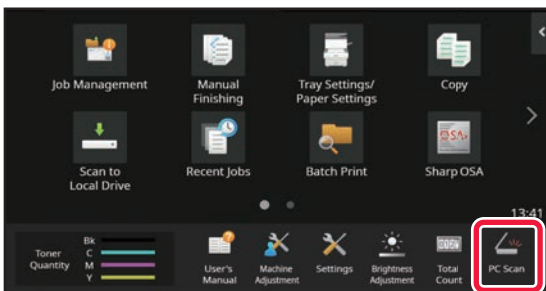 Job Management
Manual
Finishing
Tray Settings/
Paper Settings
Copy
Scan to
Local Drive
Recent Jobs
Batch Print
Sharp OSA
13:41
Toner
Quantity
Bk
C
M
Y
User's
Manual
Machine
Adjustment
Settings
Brightness
Adjustment
Total
Count
PC Scan